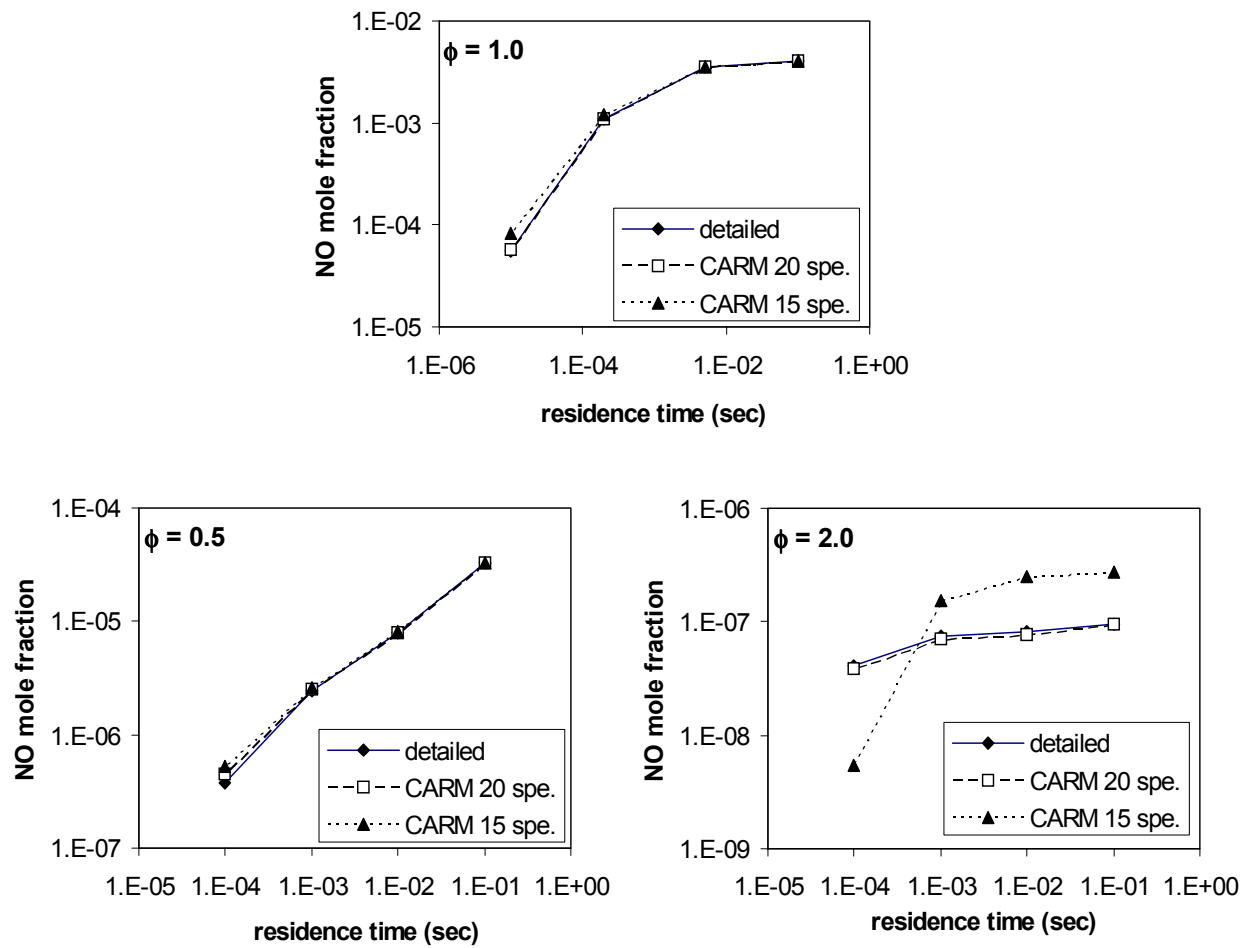 1.E-02
ϕ = 1.0
1.E-03
1.E-04
1.E-05
NO mole fraction
detailed
CARM 20 spe.
CARM 15 spe.
1.E-06 1.E-04 1.E-02 1.E+00
residence time (sec)
1.E-04
ϕ = 0.5
1.E-05
1.E-06
1.E-07
NO mole fraction
detailed
CARM 20 spe.
CARM 15 spe.
1.E-05 1.E-04 1.E-03 1.E-02 1.E-01 1.E+00
residence time (sec)
1.E-06
ϕ = 2.0
1.E-07
1.E-08
1.E-09
NO mole fraction
detailed
CARM 20 spe.
CARM 15 spe.
1.E-05 1.E-04 1.E-03 1.E-02 1.E-01 1.E+00
residence time (sec)